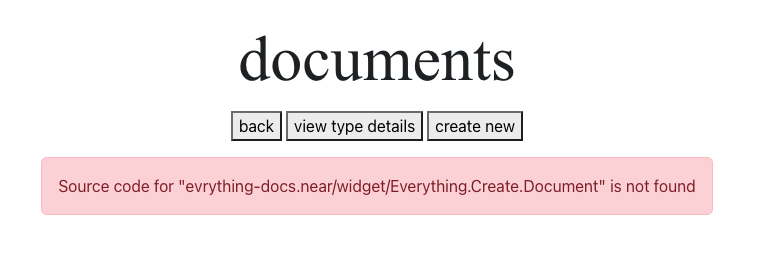 documents
back view type details create new
Source code for "evrything-docs.near/widget/Everything.Create.Document" is not found